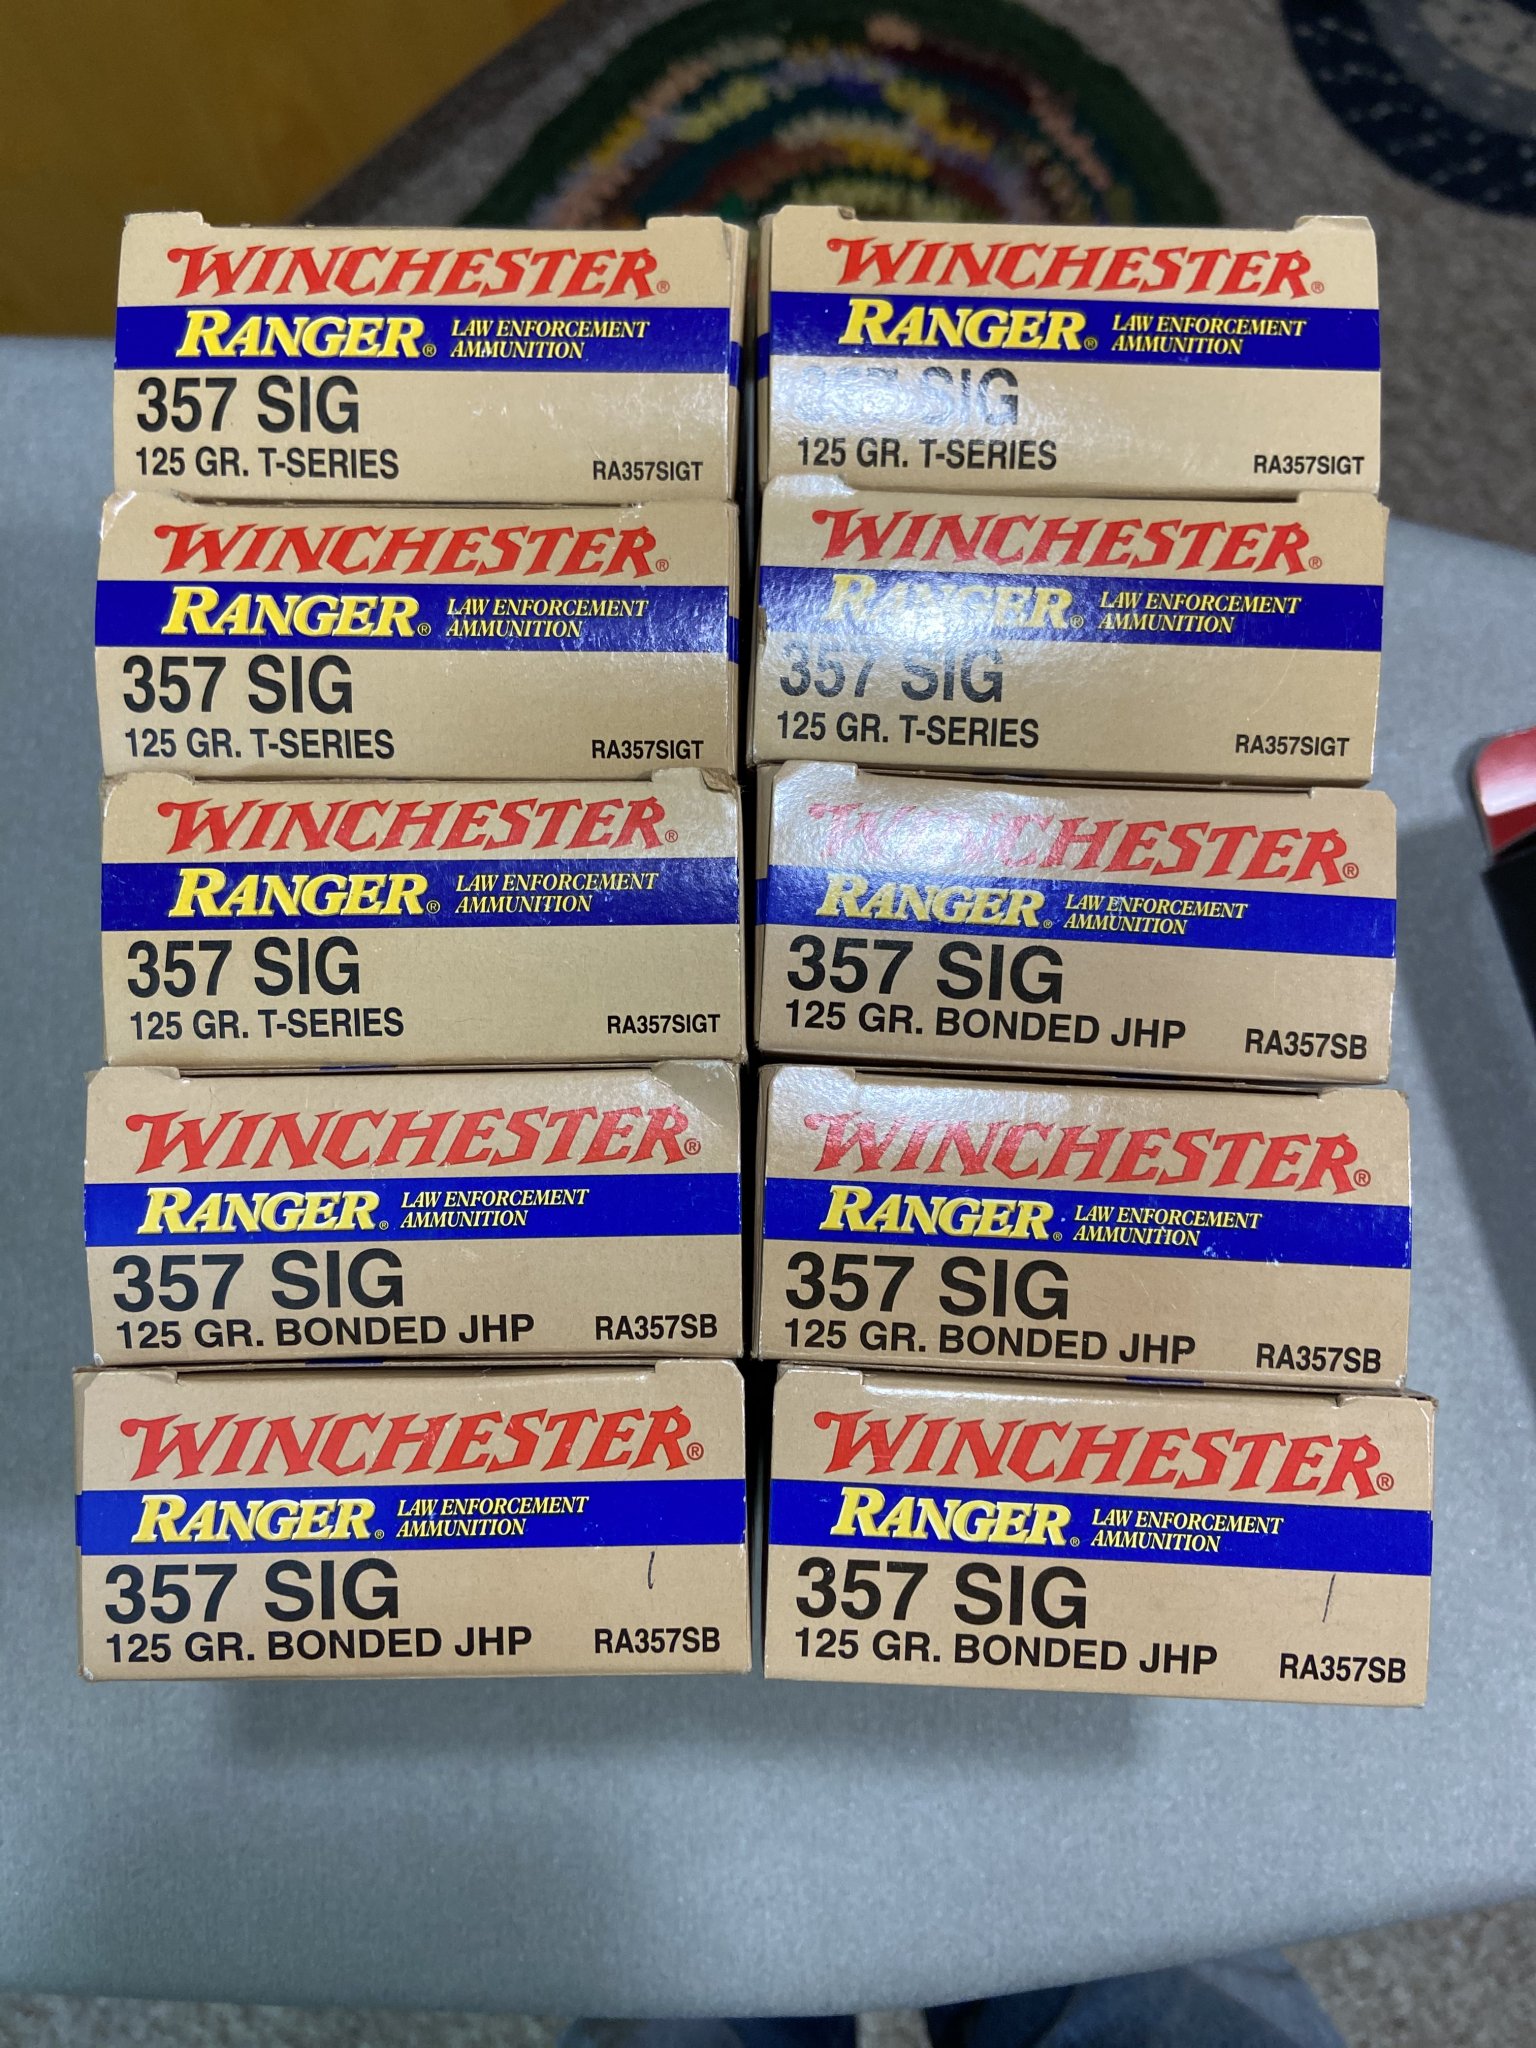 WINCHESTER®
RANGER® LAW ENFORCEMENT
AMMUNITION
357 SIG
125 GR. T-SERIES RA357SIGT
WINCHESTER®
RANGER® LAW ENFORCEMENT
AMMUNITION
357 SIG
125 GR. T-SERIES RA357SIGT
WINCHESTER®
RANGER® LAW ENFORCEMENT
AMMUNITION
357 SIG
125 GR. T-SERIES RA357SIGT
WINCHESTER®
RANGER® LAW ENFORCEMENT
AMMUNITION
357 SIG
125 GR. BONDED JHP RA357SB
WINCHESTER®
RANGER® LAW ENFORCEMENT
AMMUNITION
357 SIG
125 GR. BONDED JHP RA357SB
WINCHESTER®
RANGER® LAW ENFORCEMENT
AMMUNITION
357 SIG
125 GR. T-SERIES RA357SIGT
WINCHESTER®
RANGER® LAW ENFORCEMENT
AMMUNITION
357 SIG
125 GR. T-SERIES RA357SIGT
WINCHESTER®
RANGER® LAW ENFORCEMENT
AMMUNITION
357 SIG
125 GR. BONDED JHP RA357SB
WINCHESTER®
RANGER® LAW ENFORCEMENT
AMMUNITION
357 SIG
125 GR. BONDED JHP RA357SB
WINCHESTER®
RANGER® LAW ENFORCEMENT
AMMUNITION
357 SIG
125 GR. BONDED JHP RA357SB